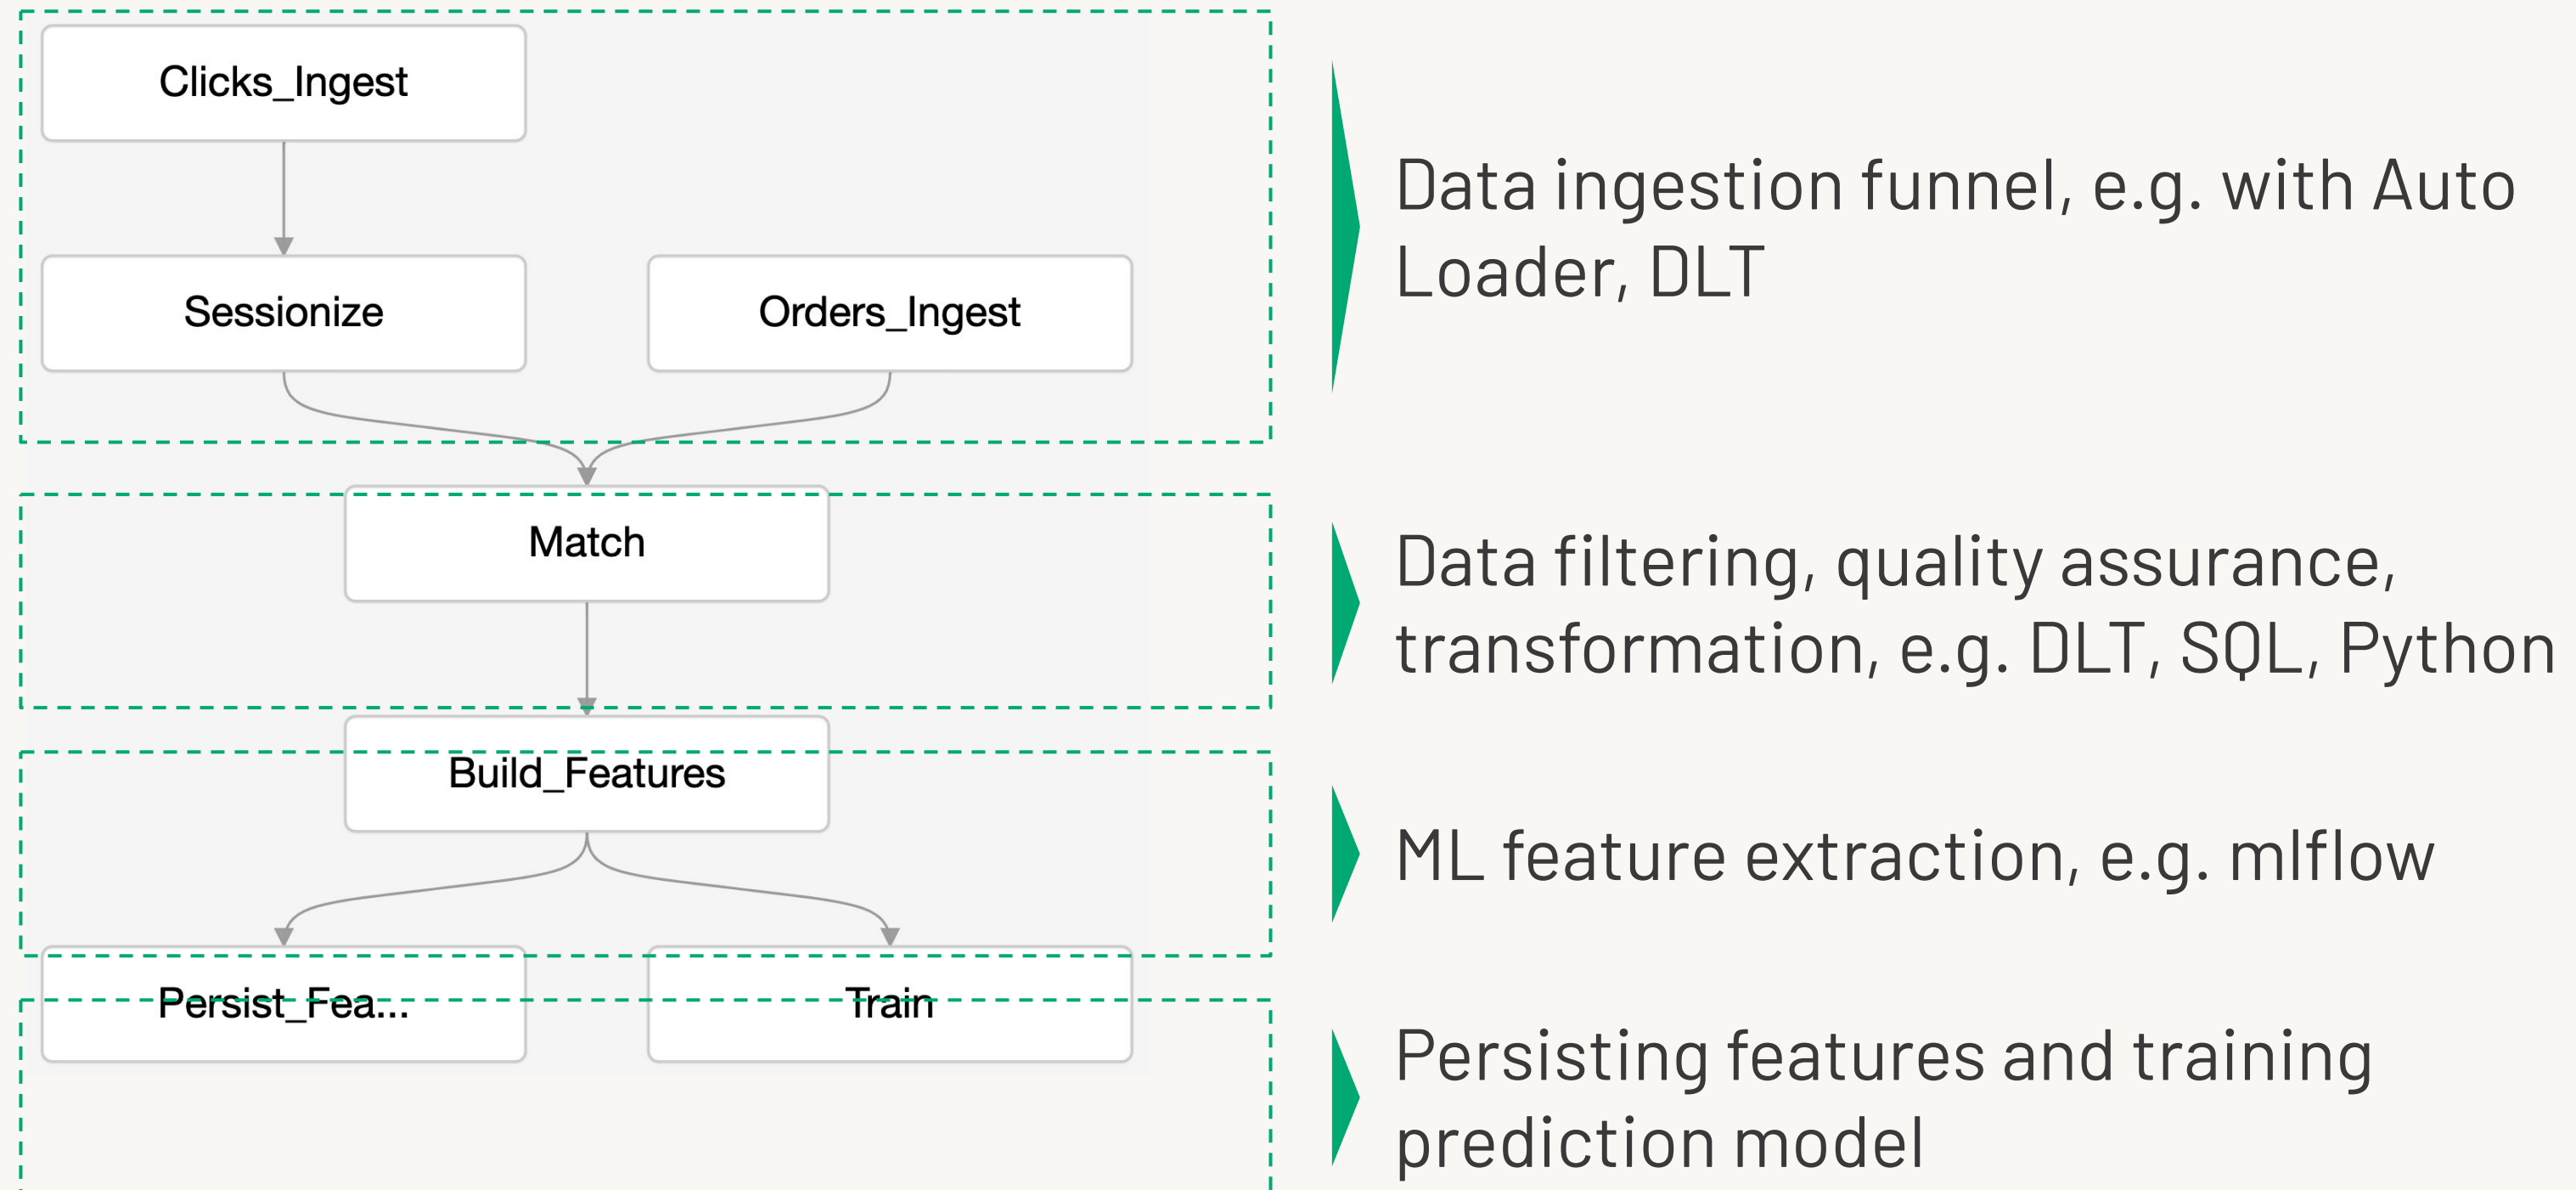 Clicks_Ingest
Sessionize
Orders_Ingest
Match
Build_Features
Persist_Fea...
Train
Data ingestion funnel, e.g. with Auto
Loader, DLT
Data filtering, quality assurance,
transformation, e.g. DLT, SQL, Python
ML feature extraction, e.g. mlflow
Persisting features and training
prediction model